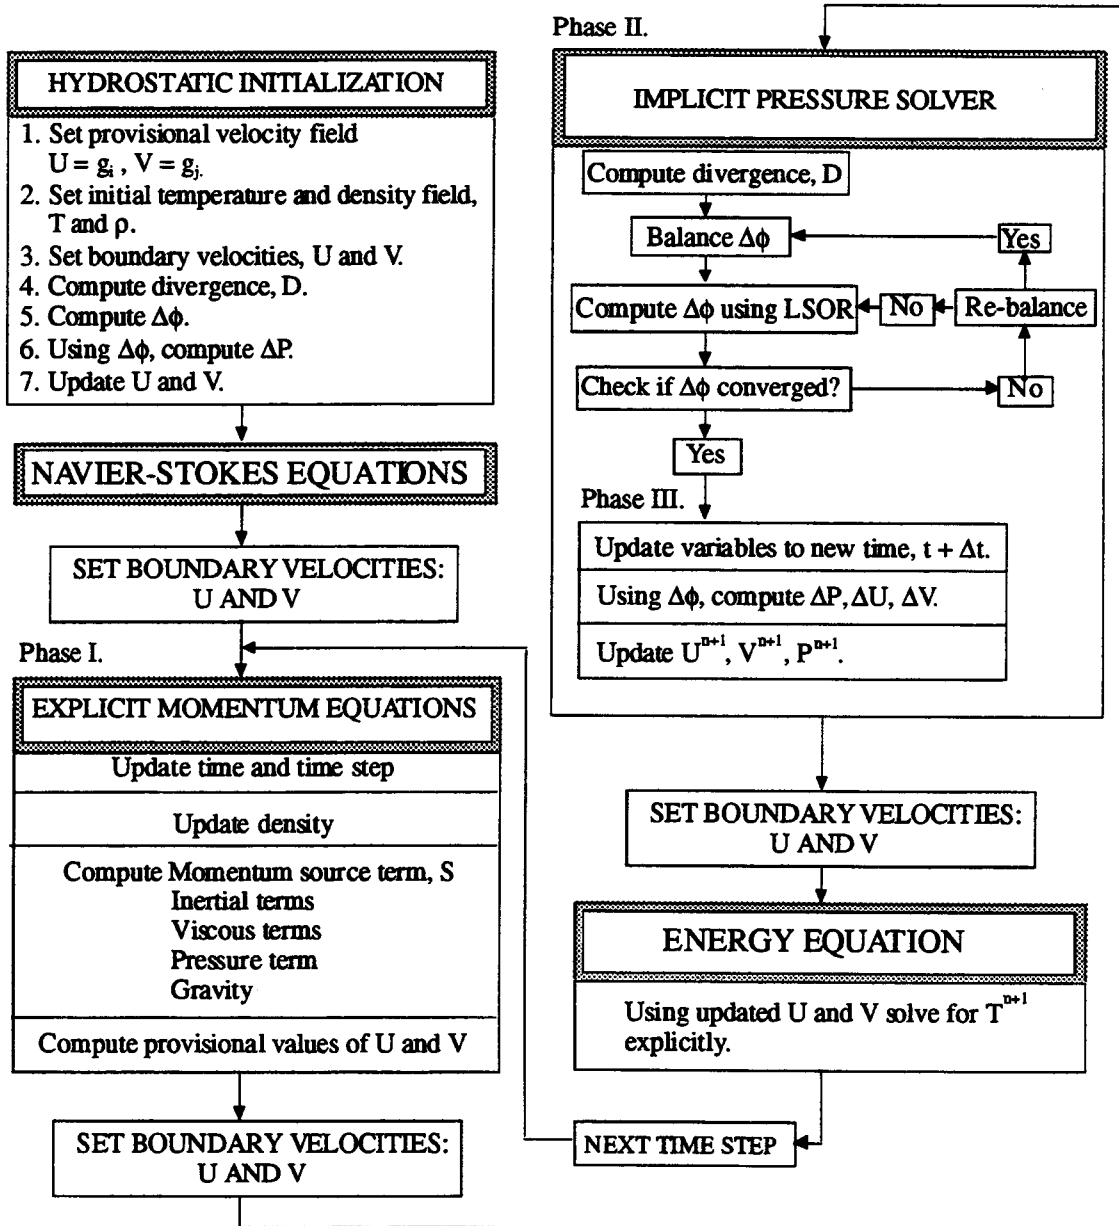 HYDROSTATIC INITIALIZATION
1. Set provisional velocity field
U = gᵢ , V = gⱼ.
2. Set initial temperature and density field,
T and ρ.
3. Set boundary velocities, U and V.
4. Compute divergence, D.
5. Compute Δϕ.
6. Using Δϕ, compute ΔP.
7. Update U and V.
NAVIER-STOKES EQUATIONS
SET BOUNDARY VELOCITIES:
U AND V
Phase I.
EXPLICIT MOMENTUM EQUATIONS
Update time and time step
Update density
Compute Momentum source term, S
Inertial terms
Viscous terms
Pressure term
Gravity
Compute provisional values of U and V
SET BOUNDARY VELOCITIES:
U AND V
Phase II.
IMPLICIT PRESSURE SOLVER
Compute divergence, D
Balance Δϕ
Yes
Compute Δϕ using LSOR
No
Re-balance
Check if Δϕ converged?
No
Yes
Phase III.
Update variables to new time, t + Δt.
Using Δϕ, compute ΔP, ΔU, ΔV.
Update Uⁿ⁺¹, Vⁿ⁺¹, Pⁿ⁺¹.
SET BOUNDARY VELOCITIES:
U AND V
ENERGY EQUATION
Using updated U and V solve for Tⁿ⁺¹
explicitly.
NEXT TIME STEP